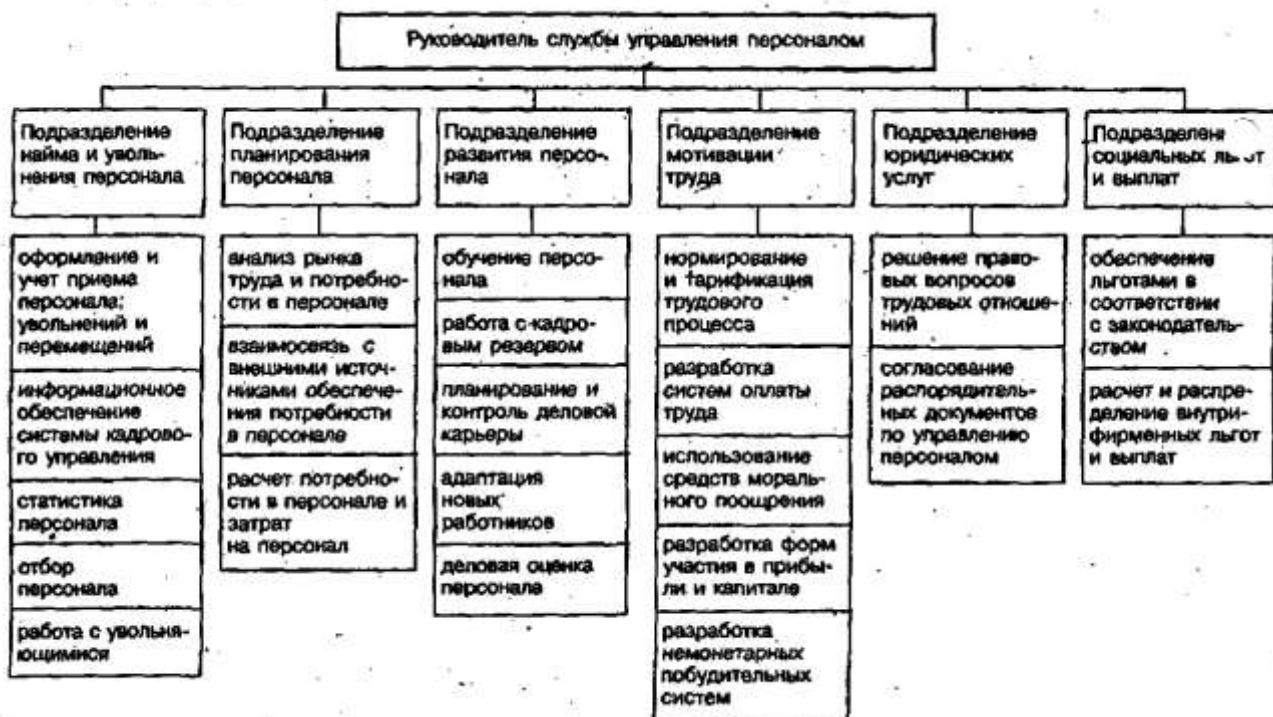 Руководитель службы управления персоналом
Подразделение
найма и уволь-
нения персонала
Подразделение
планирования
персонала
Подразделение
развития персо-
нала
Подразделение
мотивации
труда
Подразделение
юридических
услуг
Подразделени
социальных льгот
и выплат
оформление и
учет приема
персонала;
увольнений и
перемещений
информационное
обеспечение
системы кадрово-
го управления
статистика
персонала
отбор
персонала
работа с увольня-
ющимися
анализ рынка
труда и потребно-
сти в персонале
взаимосвязь с
внешними источ-
никами обеспече-
ния потребности
в персонале
расчет потребно-
сти в персонале и
затрат
на персонал
обучение персо-
нала
работа с кадро-
вым резервом
планирование и
контроль деловой
карьеры
адаптация
новых
работников
деловая оценка
персонала
нормирование
и тарификация
трудового
процесса
разработка
систем оплаты
труда
использование
средств мораль-
ного поощрения
разработка форм
участия в прибы-
ли и капитале
разработка
немонетарных
побудительных
систем
решение право-
вых вопросов
трудовых отноше-
ний
согласование
распорядитель-
ных документов
по управлению
персоналом
обеспечение
льготами в
соответствии
с законодатель-
ством
расчет и распре-
деление внутри-
фирменных льгот
и выплат